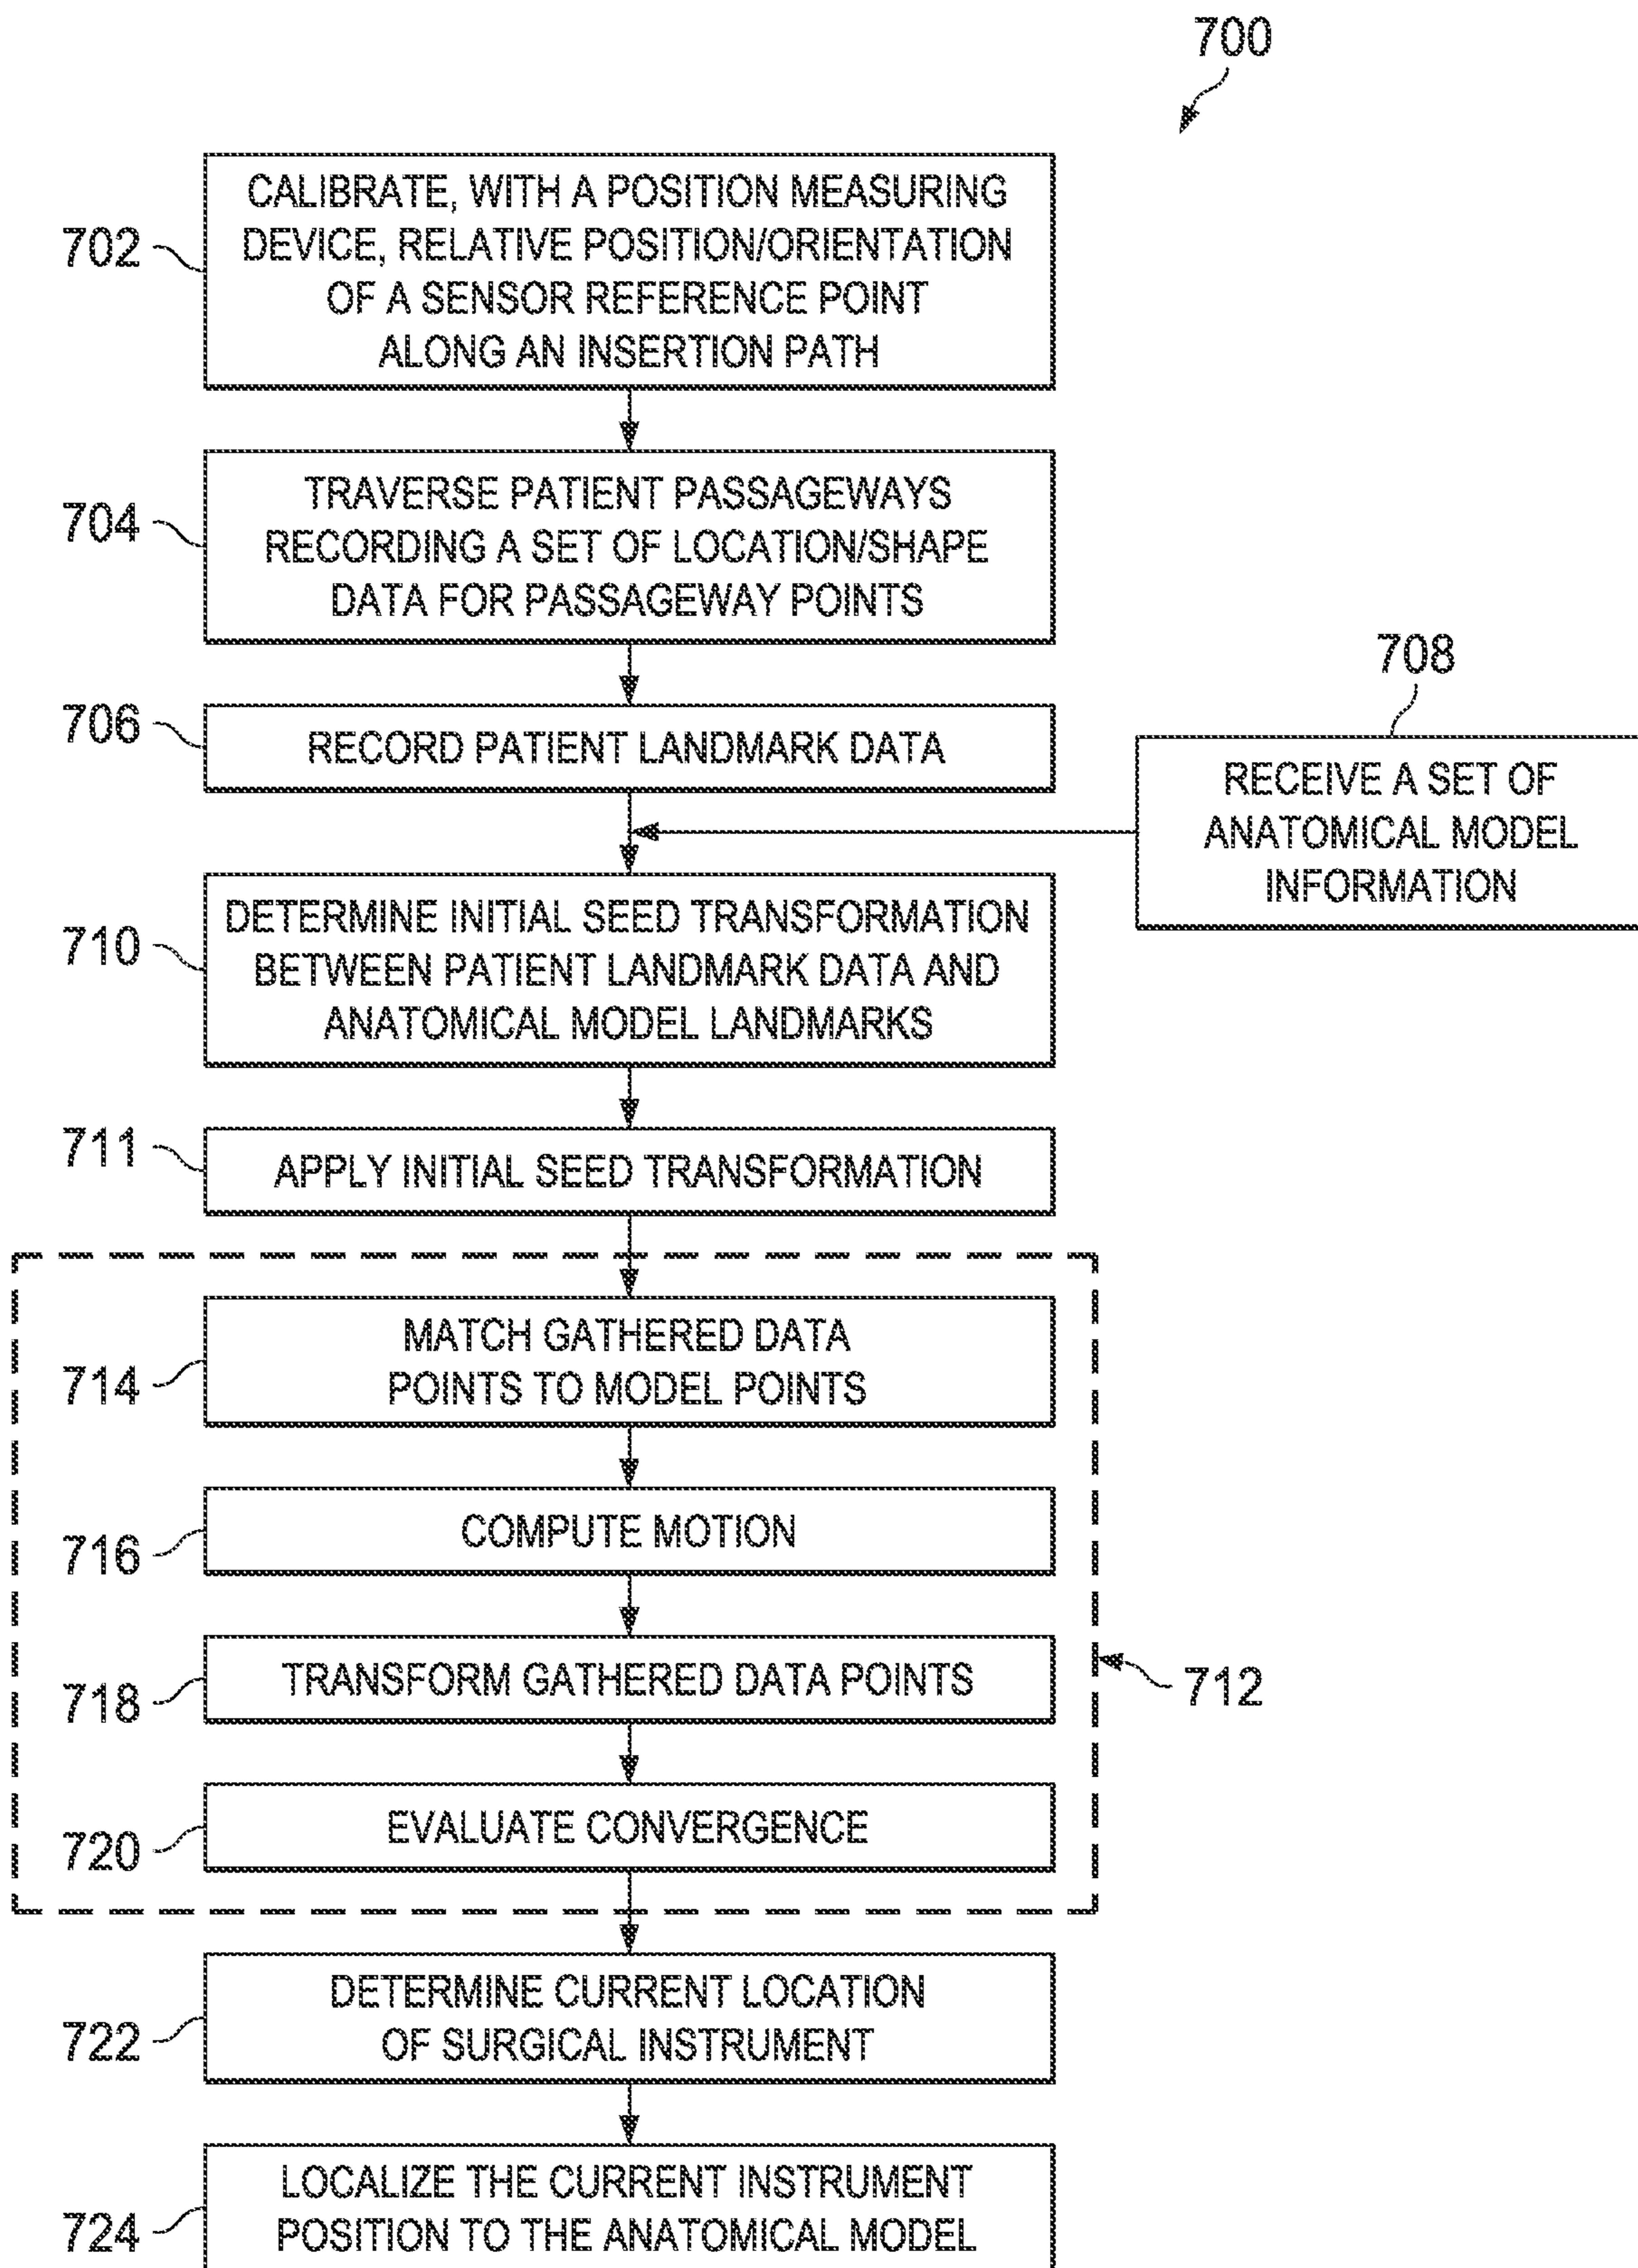 700
702
CALIBRATE, WITH A POSITION MEASURING
DEVICE, RELATIVE POSITION/ORIENTATION
OF A SENSOR REFERENCE POINT
ALONG AN INSERTION PATH
704
TRAVERSE PATIENT PASSAGEWAYS
RECORDING A SET OF LOCATION/SHAPE
DATA FOR PASSAGEWAY POINTS
706
RECORD PATIENT LANDMARK DATA
708
RECEIVE A SET OF
ANATOMICAL MODEL
INFORMATION
710
DETERMINE INITIAL SEED TRANSFORMATION
BETWEEN PATIENT LANDMARK DATA AND
ANATOMICAL MODEL LANDMARKS
711
APPLY INITIAL SEED TRANSFORMATION
714
MATCH GATHERED DATA
POINTS TO MODEL POINTS
716
COMPUTE MOTION
718
TRANSFORM GATHERED DATA POINTS
712
720
EVALUATE CONVERGENCE
722
DETERMINE CURRENT LOCATION
OF SURGICAL INSTRUMENT
724
LOCALIZE THE CURRENT INSTRUMENT
POSITION TO THE ANATOMICAL MODEL